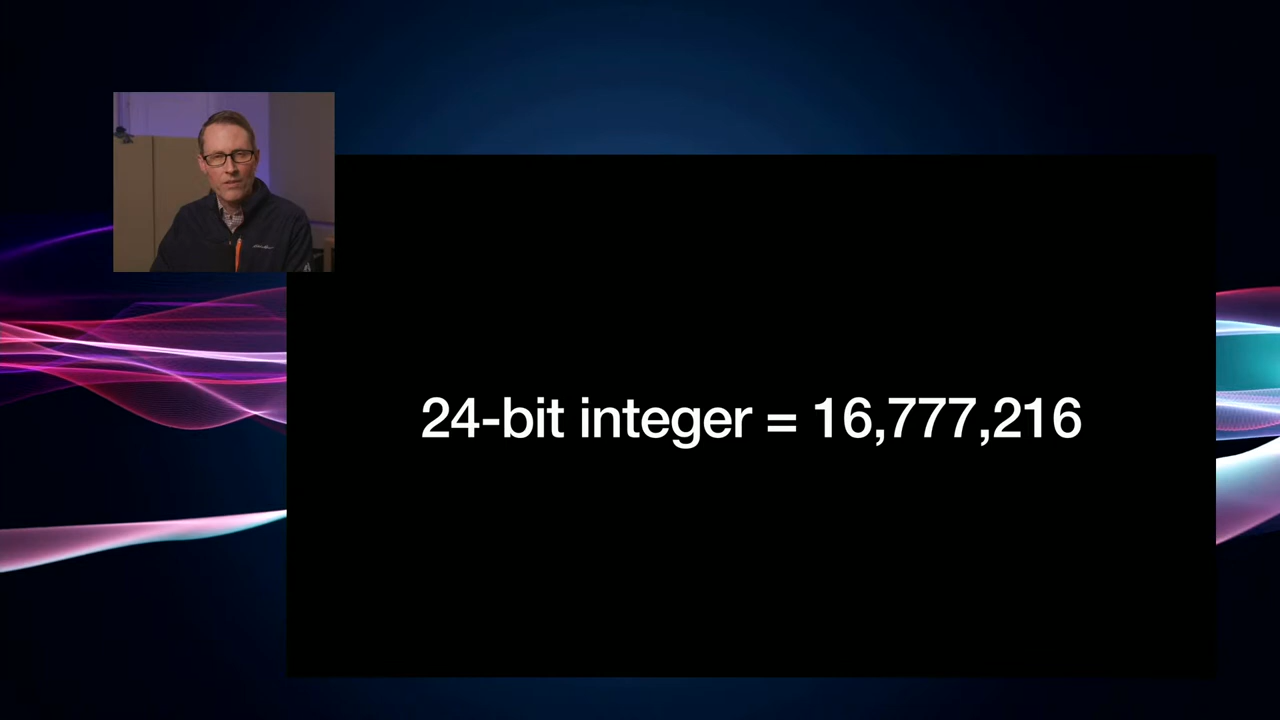 24-bit integer = 16,777,216